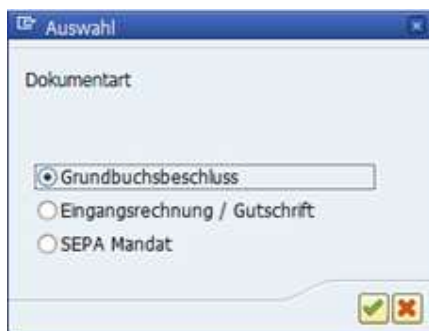 Auswahl
Dokumentart
Grundbuchsbeschluss
Eingangsrechnung / Gutschrift
SEPA Mandat